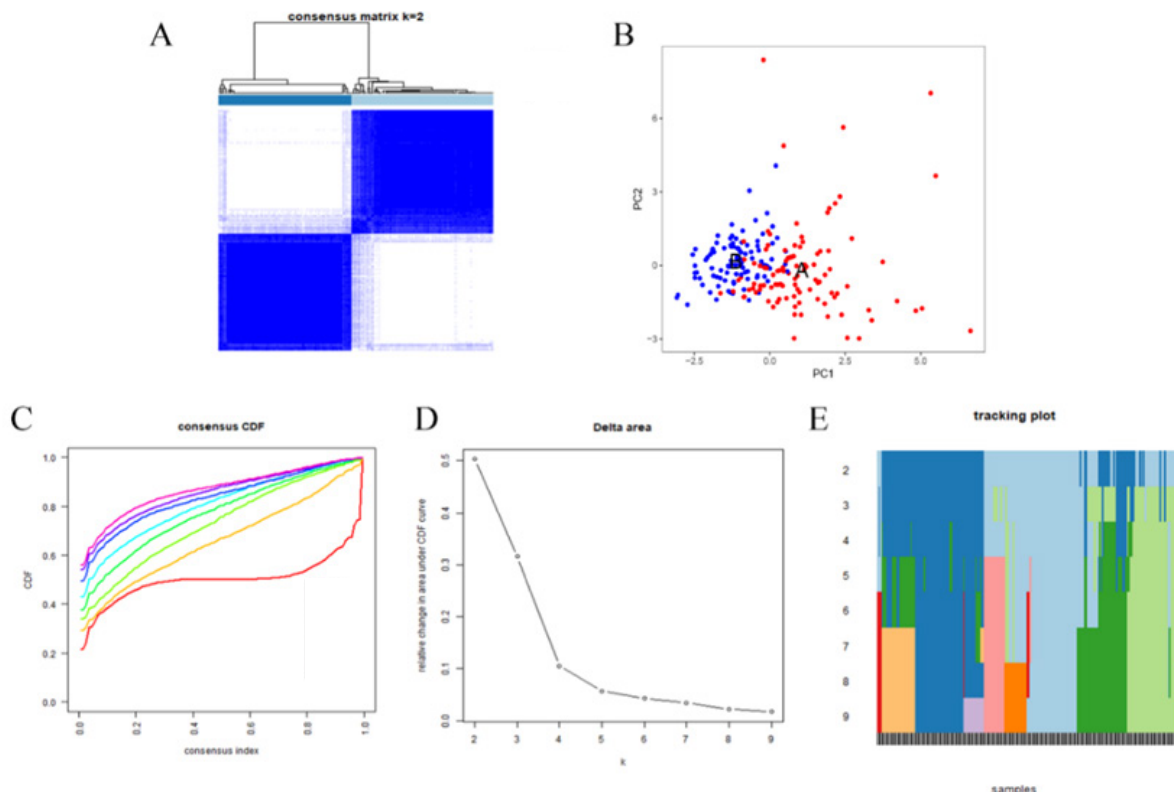 A
consensus matrix k=2
B
PC2
6
3
0
-3
B
A
-2.5
0.0
2.5
5.0
PC1
C
consensus CDF
CDF
1.0
0.8
0.6
0.4
0.2
0.0
0.0
0.2
0.4
0.6
0.8
1.0
consensus index
D
Delta area
relative change in area under CDF curve
0.5
0.4
0.3
0.2
0.1
0.0
2
3
4
5
6
7
8
9
k
E
tracking plot
2
3
4
5
6
7
8
9
samples